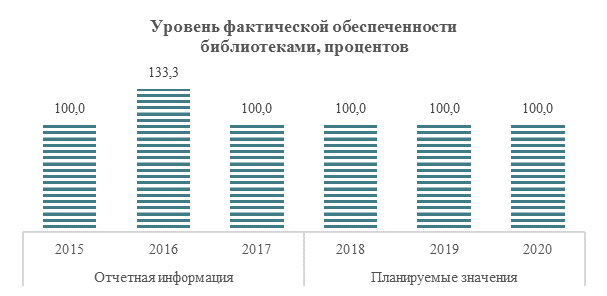 Уровень фактической обеспеченности
библиотеками, процентов
133,3
100,0 100,0 100,0 100,0 100,0
2015 2016 2017 2018 2019 2020
Отчетная информация Планируемые значения